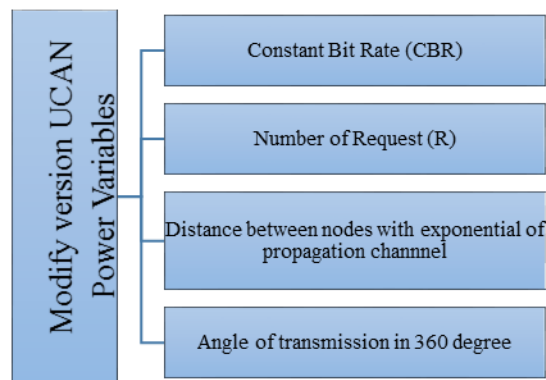 Modify version UCAN
Power Variables
Constant Bit Rate (CBR)
Number of Request (R)
Distance between nodes with exponential of
propagation channnel
Angle of transmission in 360 degree